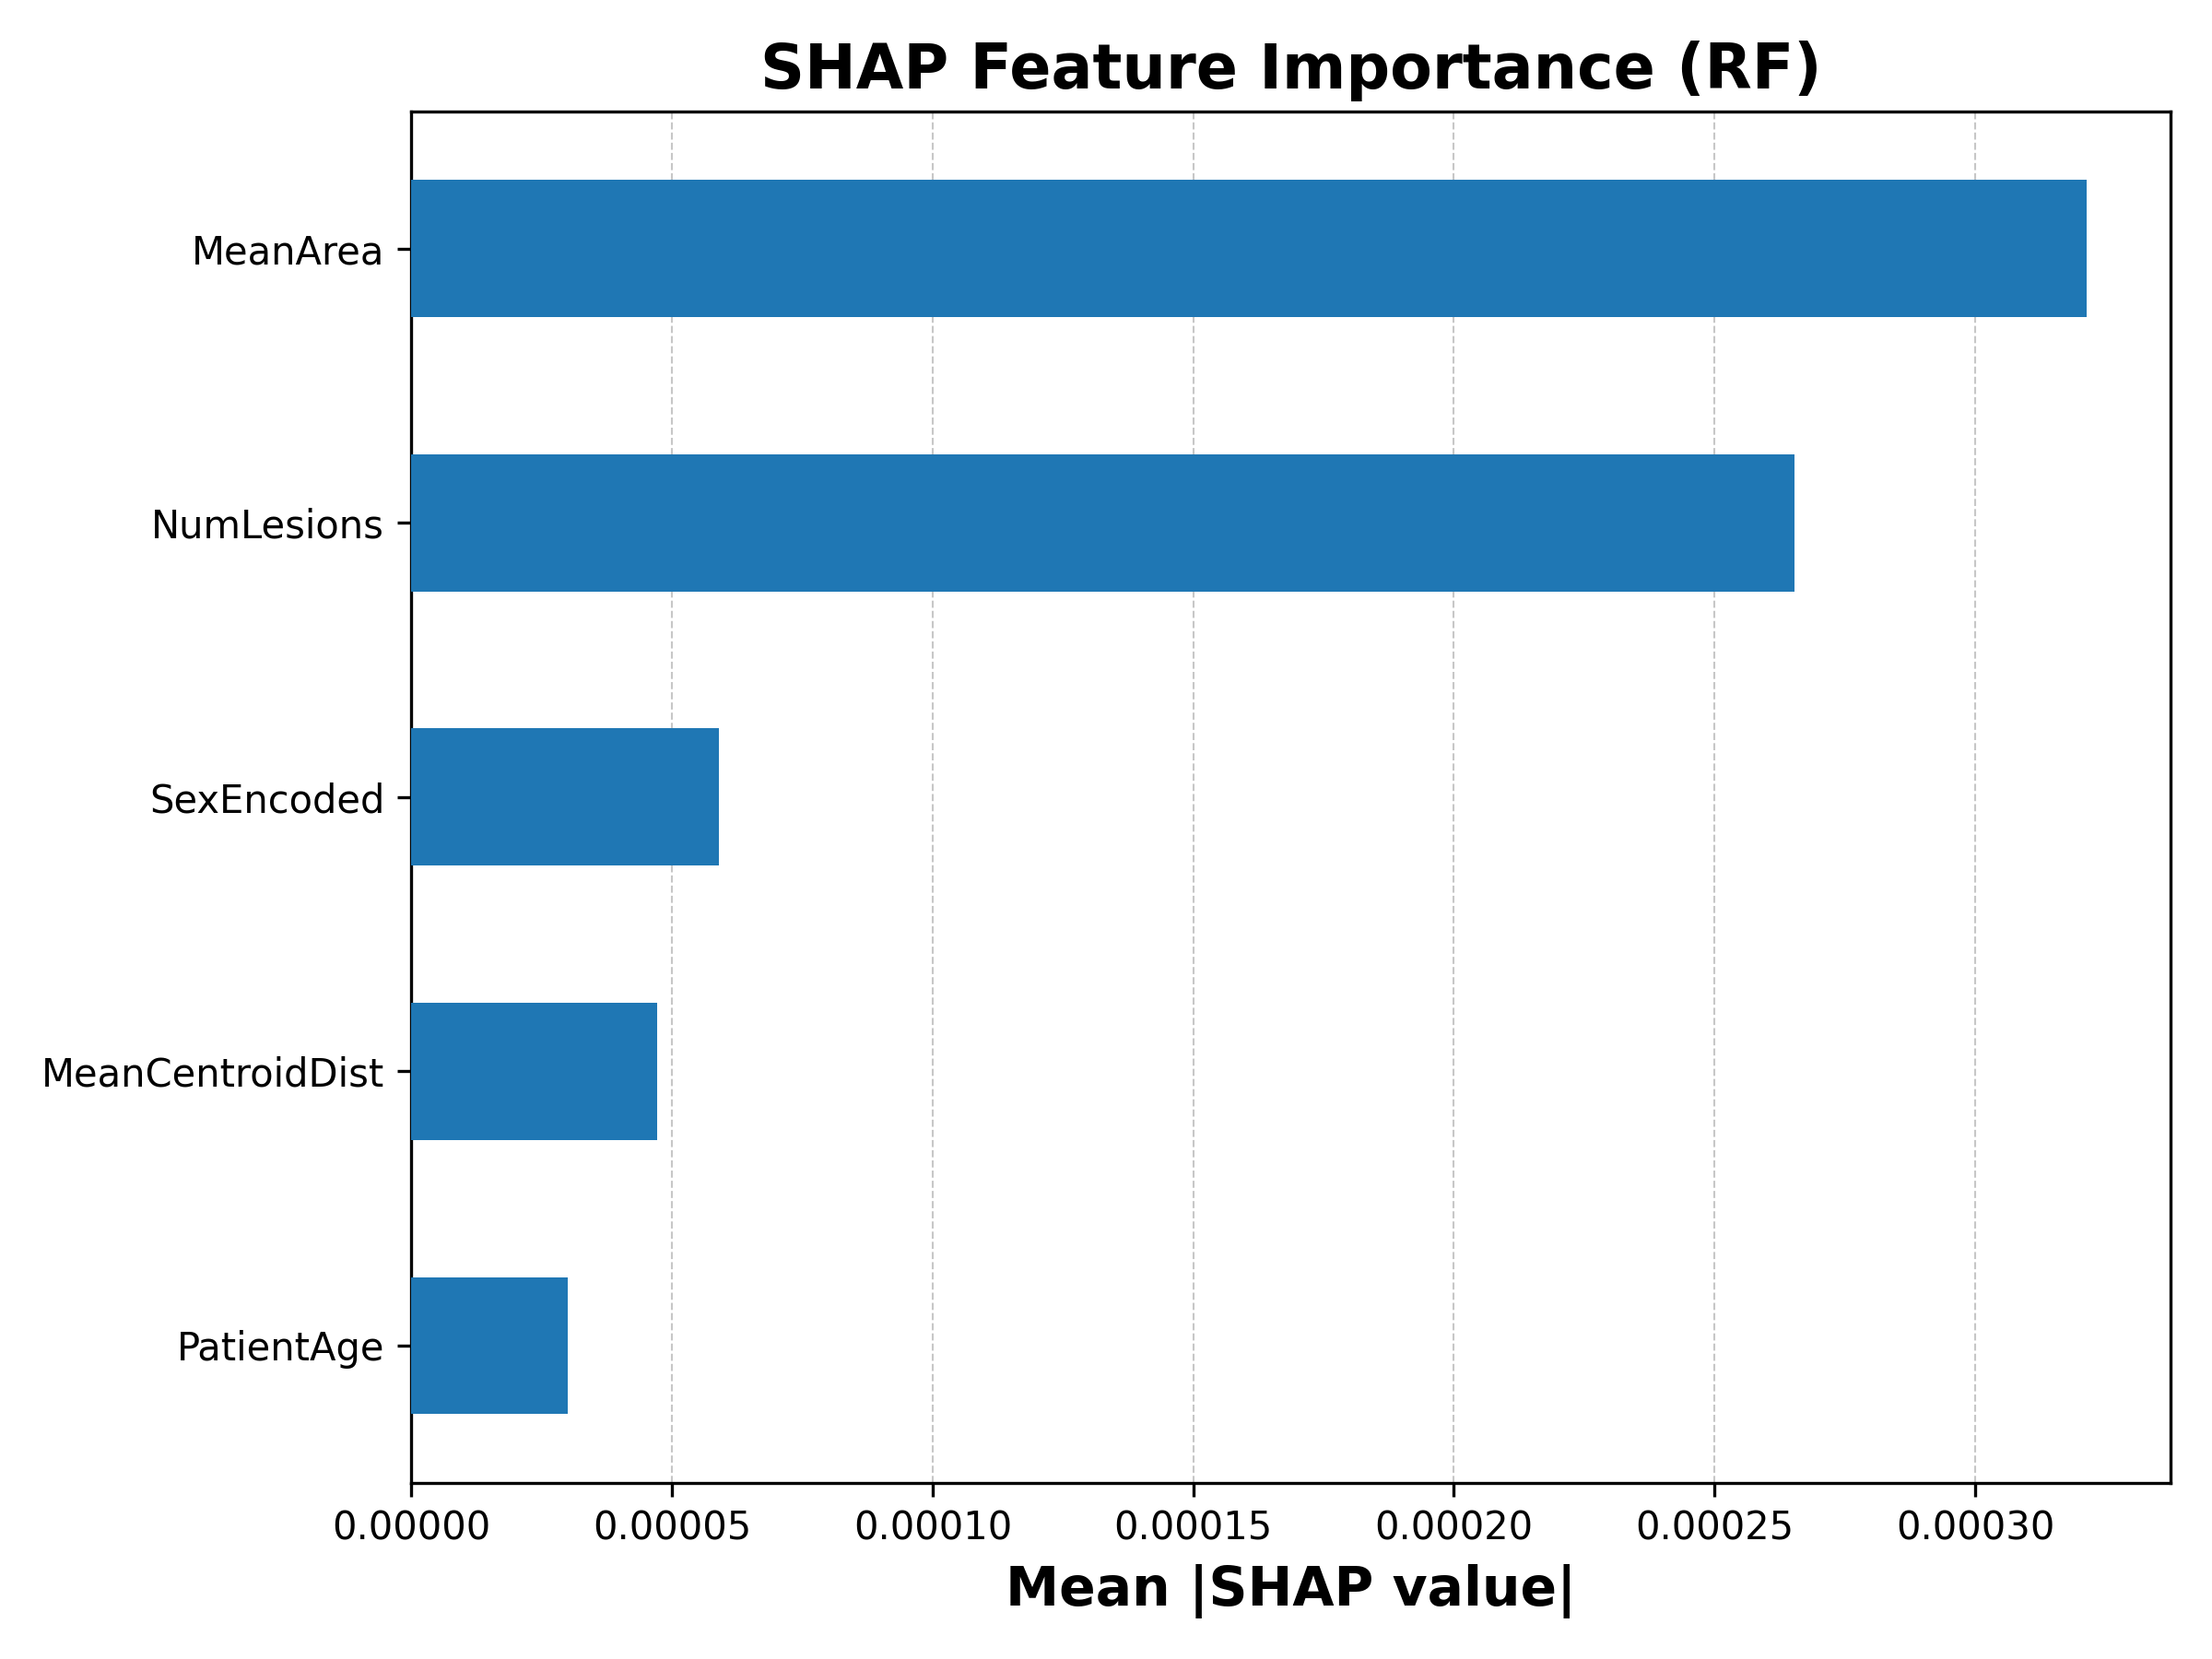 SHAP Feature Importance (RF)
MeanArea
NumLesions
SexEncoded
MeanCentroidDist
PatientAge
0.00000 0.00005 0.00010 0.00015 0.00020 0.00025 0.00030
Mean |SHAP value|